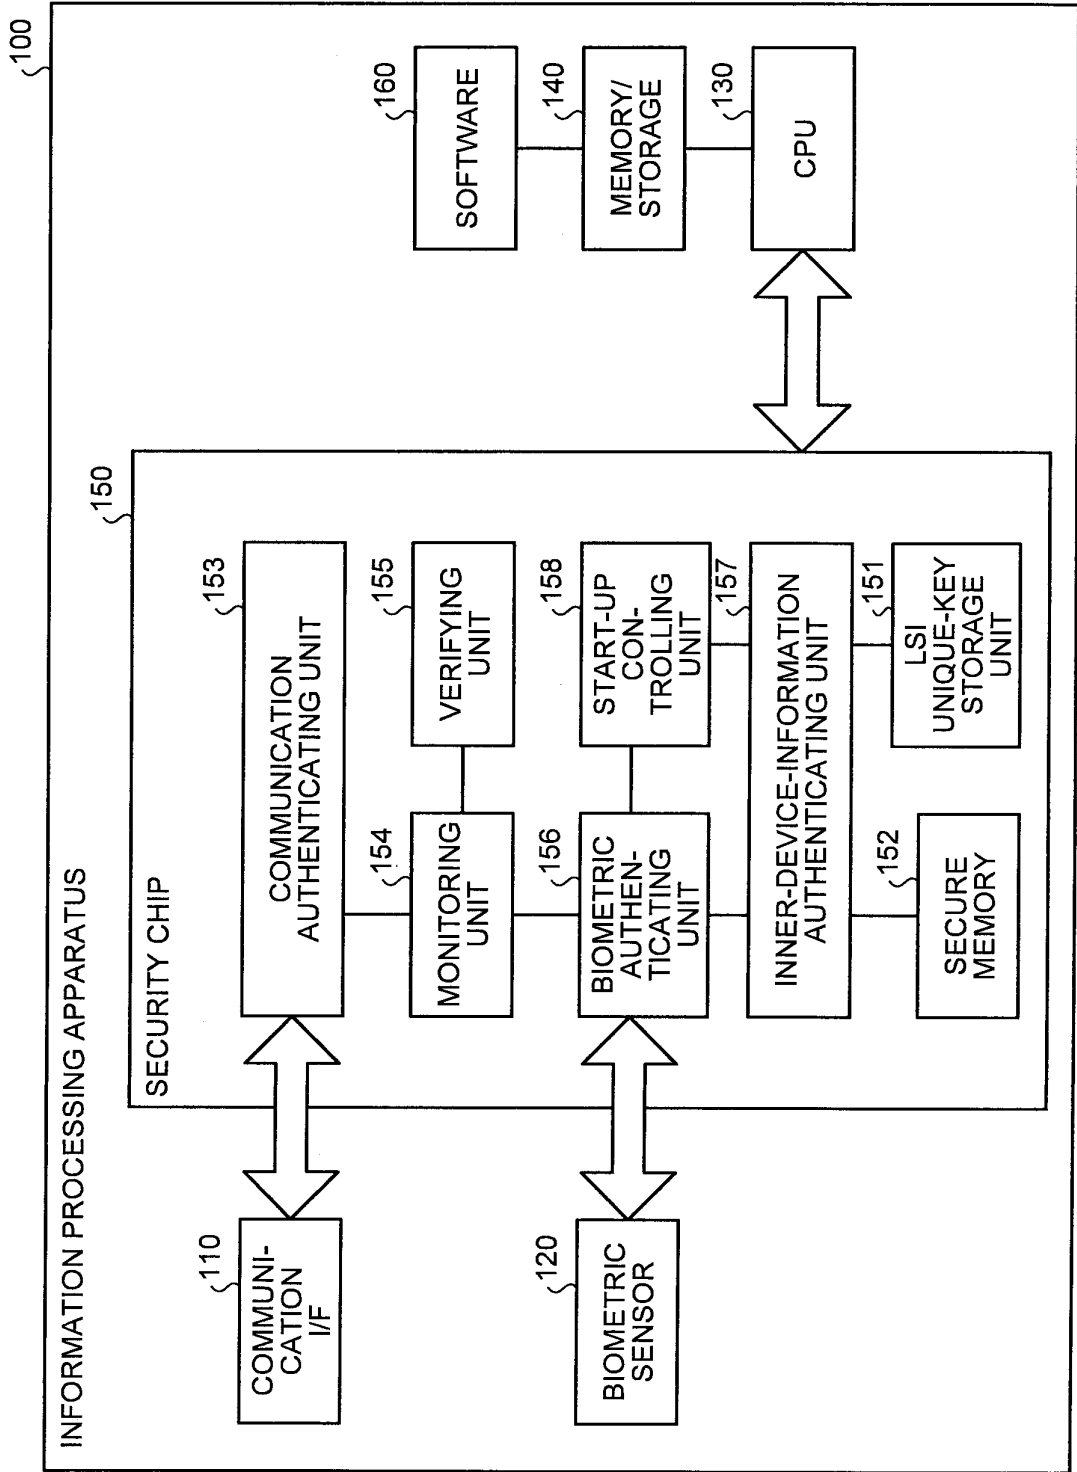 INFORMATION PROCESSING APPARATUS
100
SECURITY CHIP
150
110
COMMUNI-
CATION
I/F
120
BIOMETRIC
SENSOR
153
COMMUNICATION
AUTHENTICATING UNIT
154
MONITORING
UNIT
155
VERIFYING
UNIT
156
BIOMETRIC
AUTHEN-
TICATING
UNIT
158
START-UP
CON-
TROLLING
UNIT
157
INNER-DEVICE-INFORMATION
AUTHENTICATING UNIT
152
SECURE
MEMORY
151
LSI
UNIQUE-KEY
STORAGE
UNIT
160
SOFTWARE
140
MEMORY/
STORAGE
130
CPU